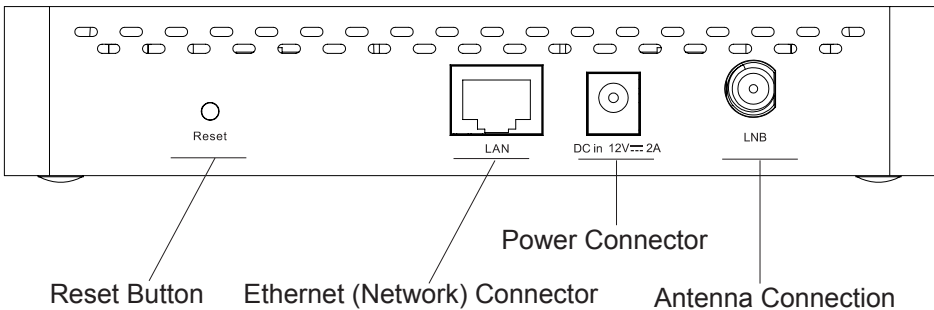 Reset
LAN
DC in 12V⎓2A
LNB
Power Connector
Reset Button
Ethernet (Network) Connector
Antenna Connection